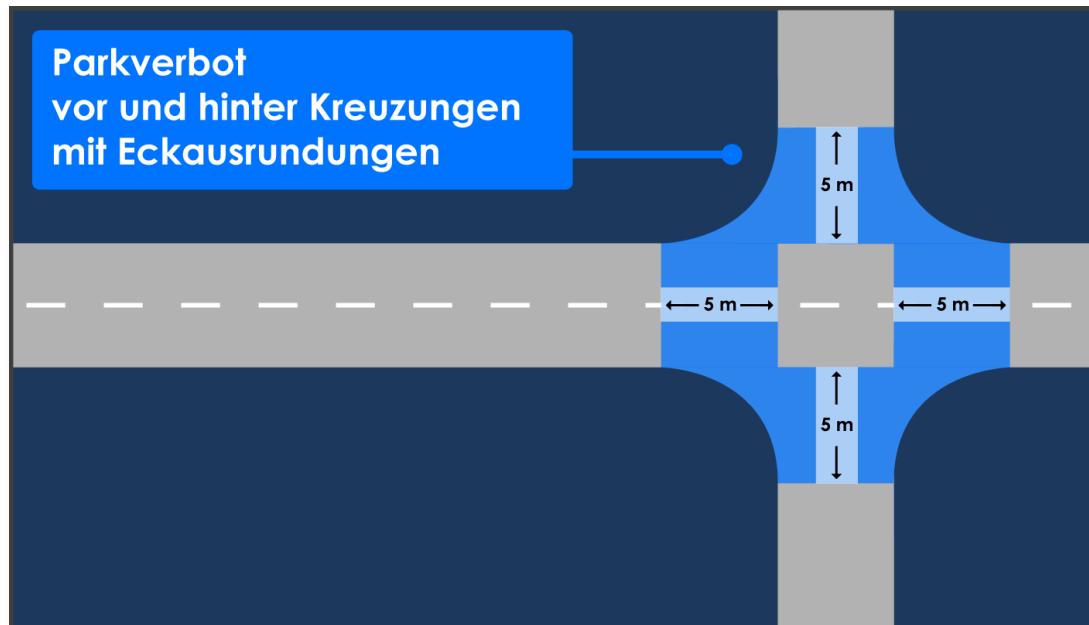 Parkverbot
vor und hinter Kreuzungen
mit Eckausrundungen
5 m
5 m
5 m
5 m